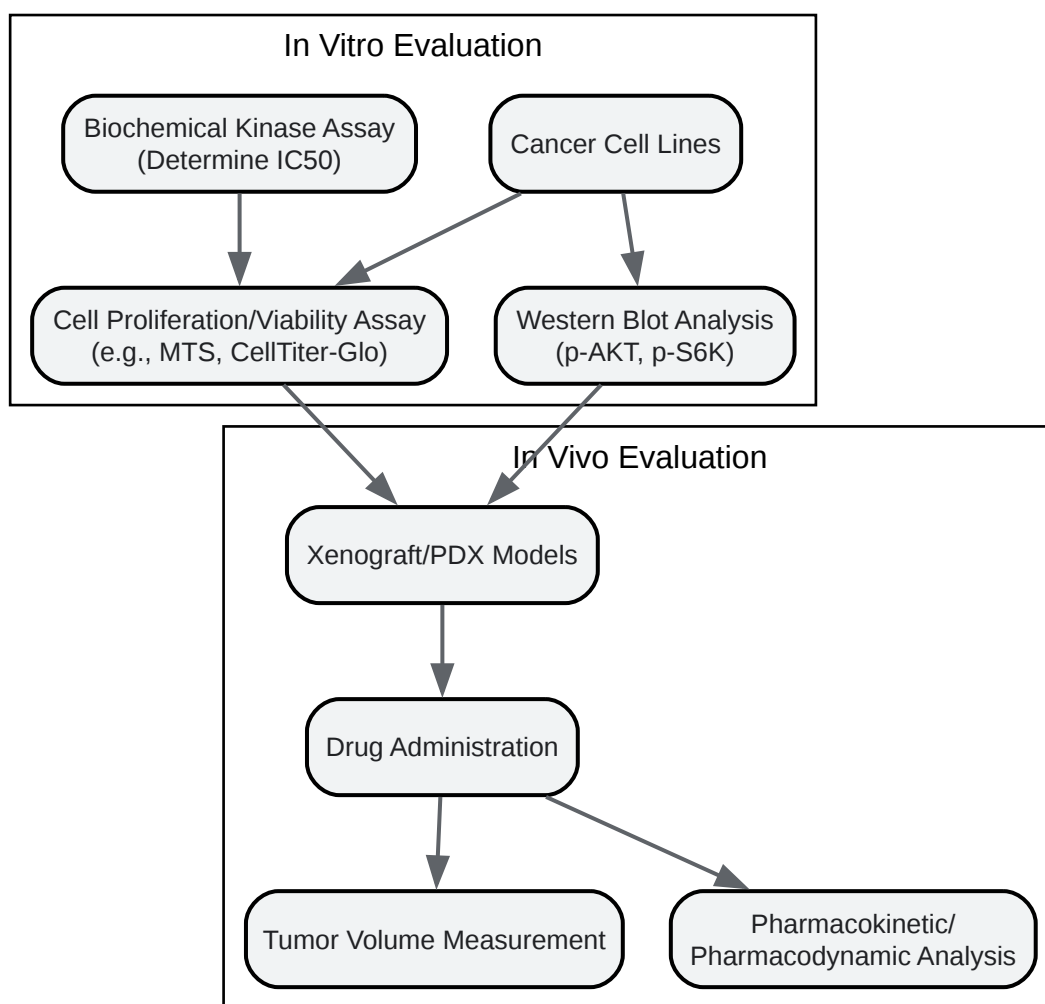 In Vitro Evaluation
Biochemical Kinase Assay
(Determine IC50)
Cancer Cell Lines
Cell Proliferation/Viability Assay
(e.g., MTS, CellTiter-Glo)
Western Blot Analysis
(p-AKT, p-S6K)
In Vivo Evaluation
Xenograft/PDX Models
Drug Administration
Tumor Volume Measurement
Pharmacokinetic/
Pharmacodynamic Analysis